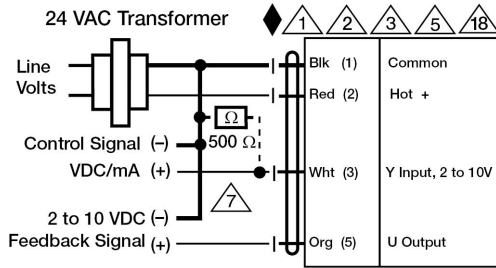 24 VAC Transformer
1 2 3 5 18
Line
Volts
Blk (1) Common
Red (2) Hot +
Ω
500 Ω
Control Signal (–)
VDC/mA (+)
Wht (3) Y Input, 2 to 10V
7
2 to 10 VDC (–)
Feedback Signal (+)
Org (5) U Output